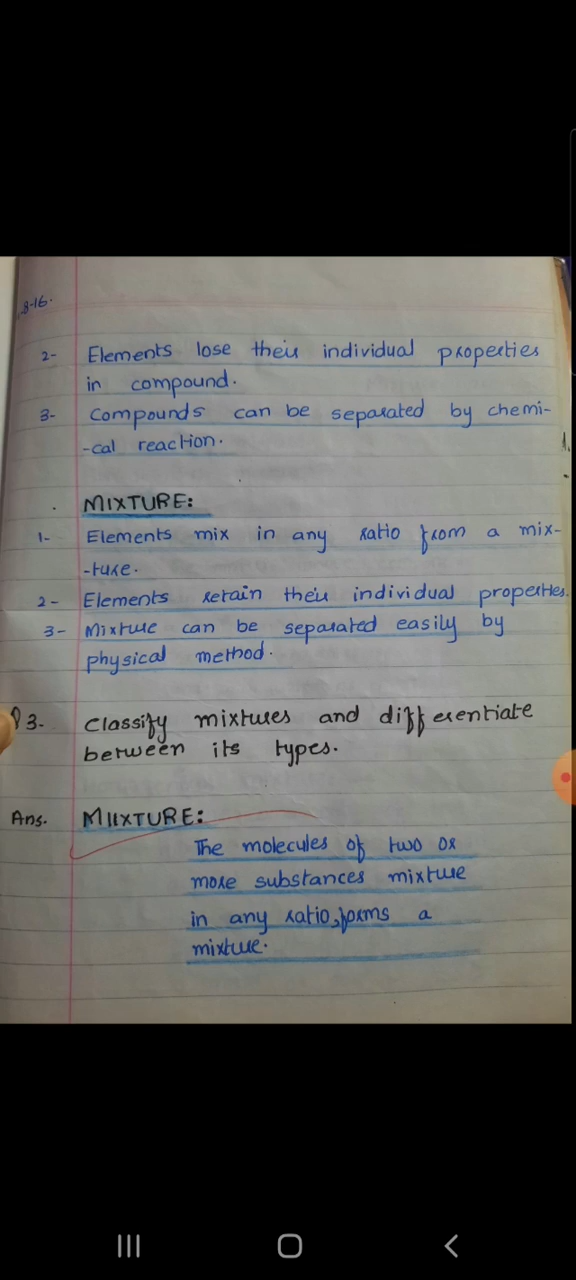 .8-16.
2- Elements lose their individual properties
in compound.
3- Compounds can be separated by chemi-
-cal reaction.
1.
MIXTURE:
1- Elements mix in any ratio from a mix-
-ture.
2- Elements retain their individual properties.
3- Mixture can be separated easily by
physical method.
3. Classify mixtures and differentiate
between its types.
Ans. MIIXTURE:
The molecules of two or
more substances mixture
in any ratio, forms a
mixture.